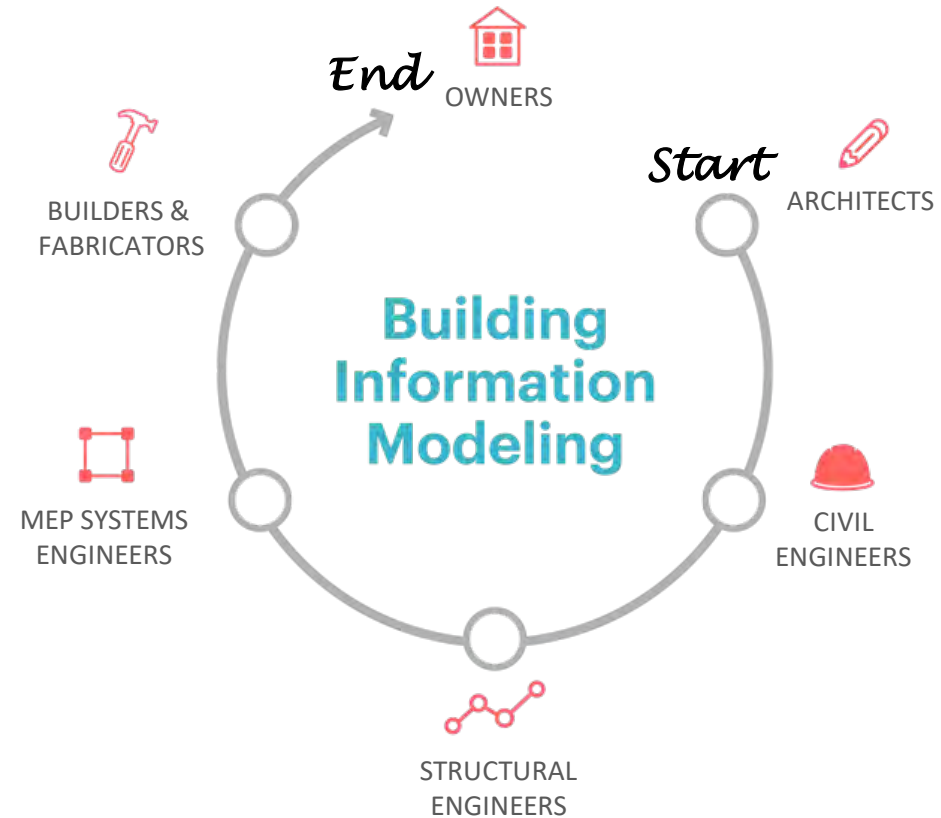 End
OWNERS
Start
ARCHITECTS
BUILDERS &
FABRICATORS
Building
Information
Modeling
MEP SYSTEMS
ENGINEERS
CIVIL
ENGINEERS
STRUCTURAL
ENGINEERS